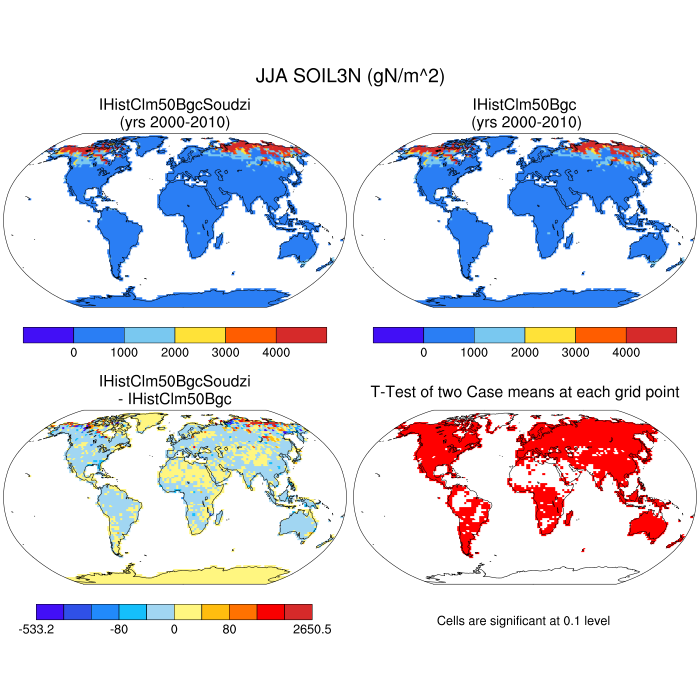 JJA SOIL3N (gN/m^2)
IHistClm50BgcSoudzi
(yrs 2000-2010)
IHistClm50Bgc
(yrs 2000-2010)
0 1000 2000 3000 4000
0 1000 2000 3000 4000
IHistClm50BgcSoudzi
- IHistClm50Bgc
T-Test of two Case means at each grid point
-533.2 -80 0 80 2650.5
Cells are significant at 0.1 level